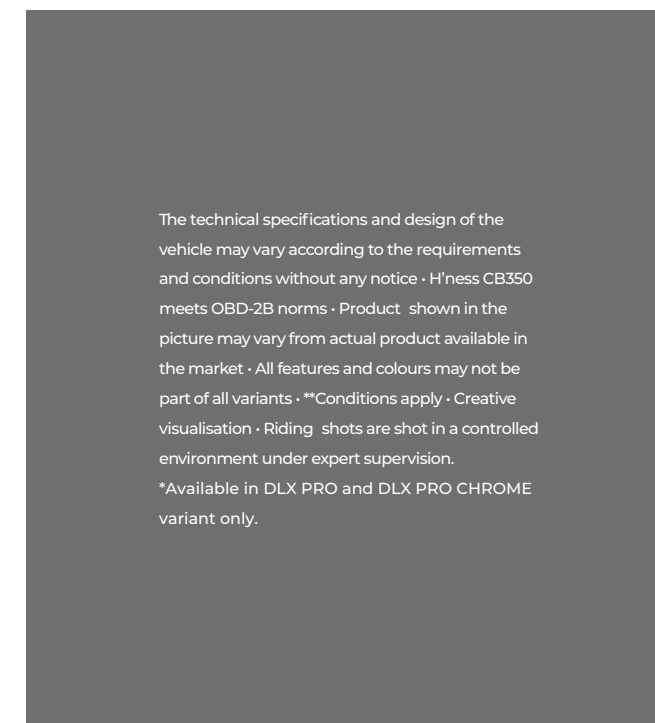 The technical specifications and design of the
vehicle may vary according to the requirements
and conditions without any notice • H'ness CB350
meets OBD-2B norms • Product shown in the
picture may vary from actual product available in
the market • All features and colours may not be
part of all variants • **Conditions apply • Creative
visualisation • Riding shots are shot in a controlled
environment under expert supervision.
*Available in DLX PRO and DLX PRO CHROME
variant only.